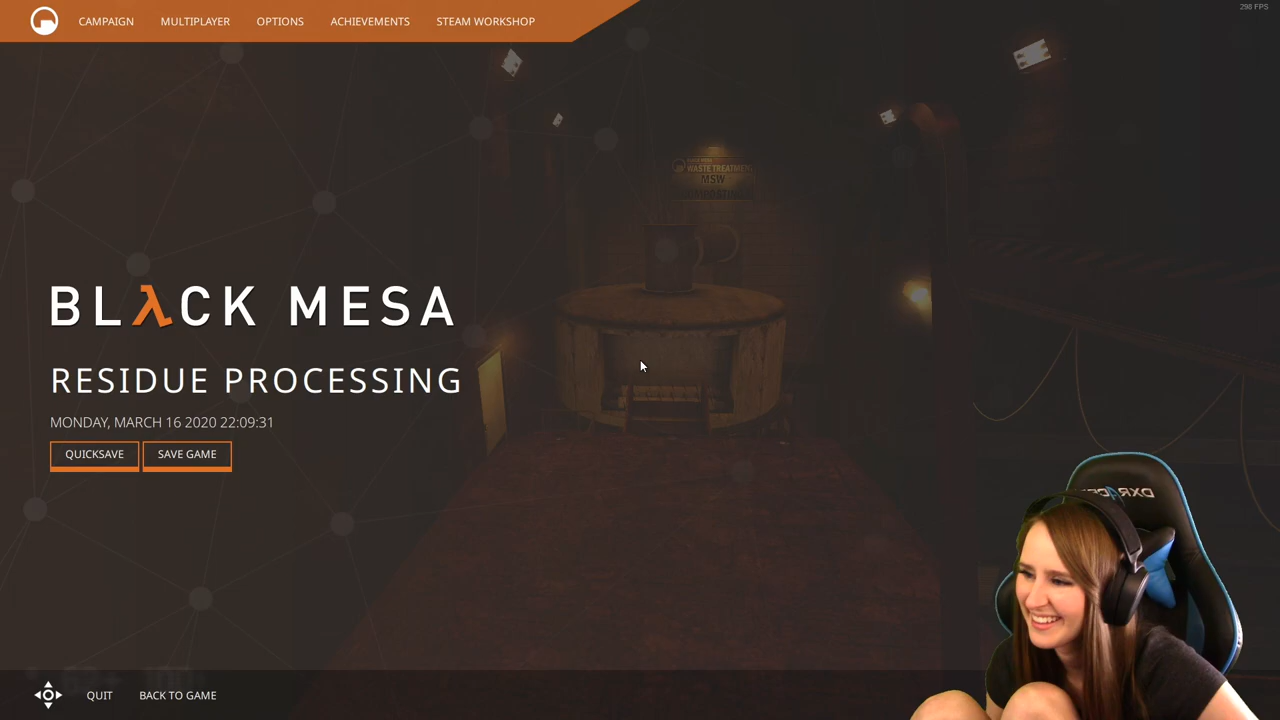 CAMPAIGN MULTIPLAYER OPTIONS ACHIEVEMENTS STEAM WORKSHOP
298 FPS
WASTE TREATMENT
MSW
BLλCK MESA
RESIDUE PROCESSING
MONDAY, MARCH 16 2020 22:09:31
QUICKSAVE SAVE GAME
DXRACER
QUIT BACK TO GAME